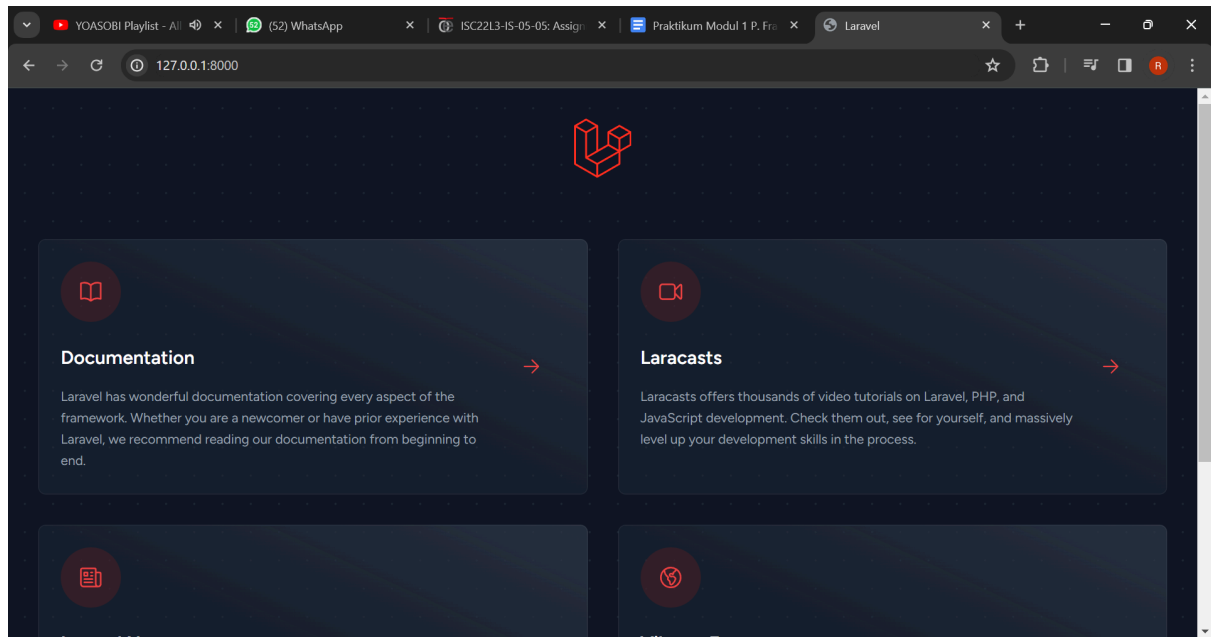 YOASOBI Playlist - All
(52) WhatsApp
ISC22L3-IS-05-05: Assign
Praktikum Modul 1 P. Fra
Laravel
127.0.0.1:8000
R
Documentation
Laravel has wonderful documentation covering every aspect of the
framework. Whether you are a newcomer or have prior experience with
Laravel, we recommend reading our documentation from beginning to
end.
Laracasts
Laracasts offers thousands of video tutorials on Laravel, PHP, and
JavaScript development. Check them out, see for yourself, and massively
level up your development skills in the process.